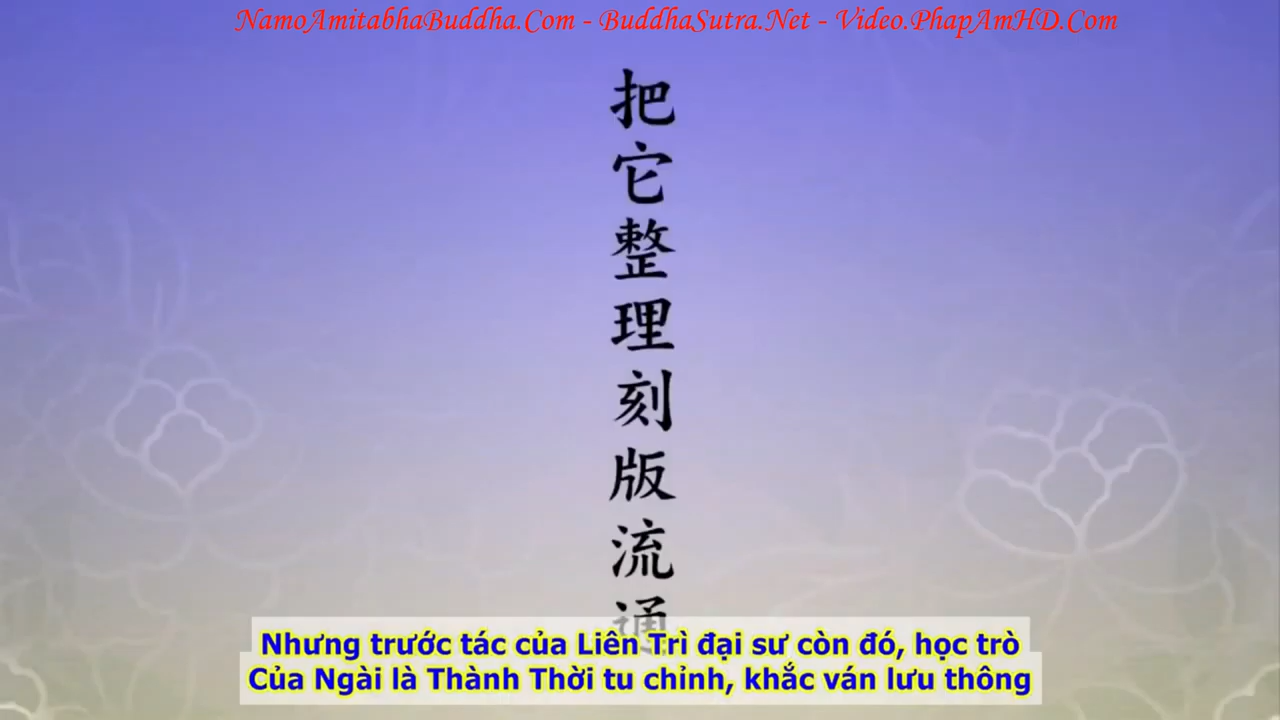 NamoAmitabhaBuddha.Com - BuddhaSutra.Net - Video.PhapAmHD.Com
把它整理刻版流通
Nhưng trước tác của Liên Trì đại sư còn đó, học trò
Của Ngài là Thành Thời tu chỉnh, khắc ván lưu thông